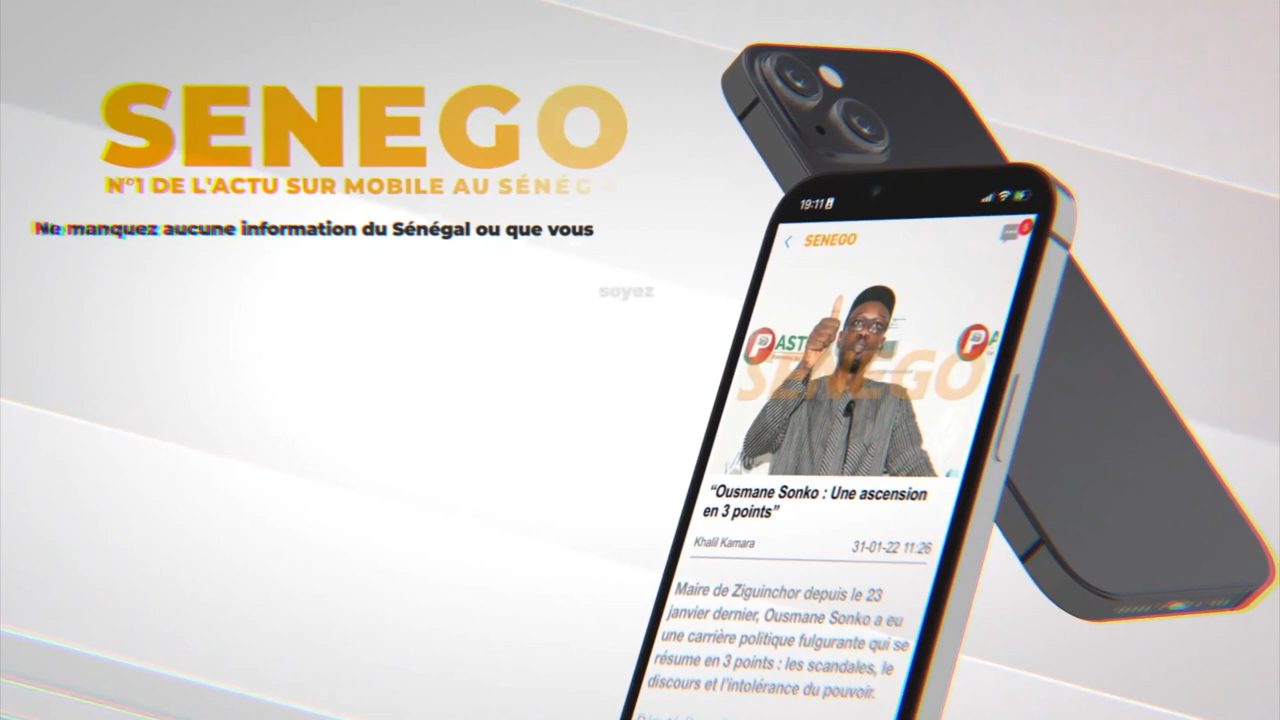 SENEGO
N°1 DE L'ACTU SUR MOBILE AU SÉNÉG
Ne manquez aucune information du Sénégal ou que vous
soyez
19:11
SENEGO
5
PAST
P A
SENEGO
“Ousmane Sonko : Une ascension
en 3 points”
Khalil Kamara 31-01-22 11:26
Maire de Ziguinchor depuis le 23
janvier dernier, Ousmane Sonko a eu
une carrière politique fulgurante qui se
résume en 3 points : les scandales, le
discours et l'intolérance du pouvoir.